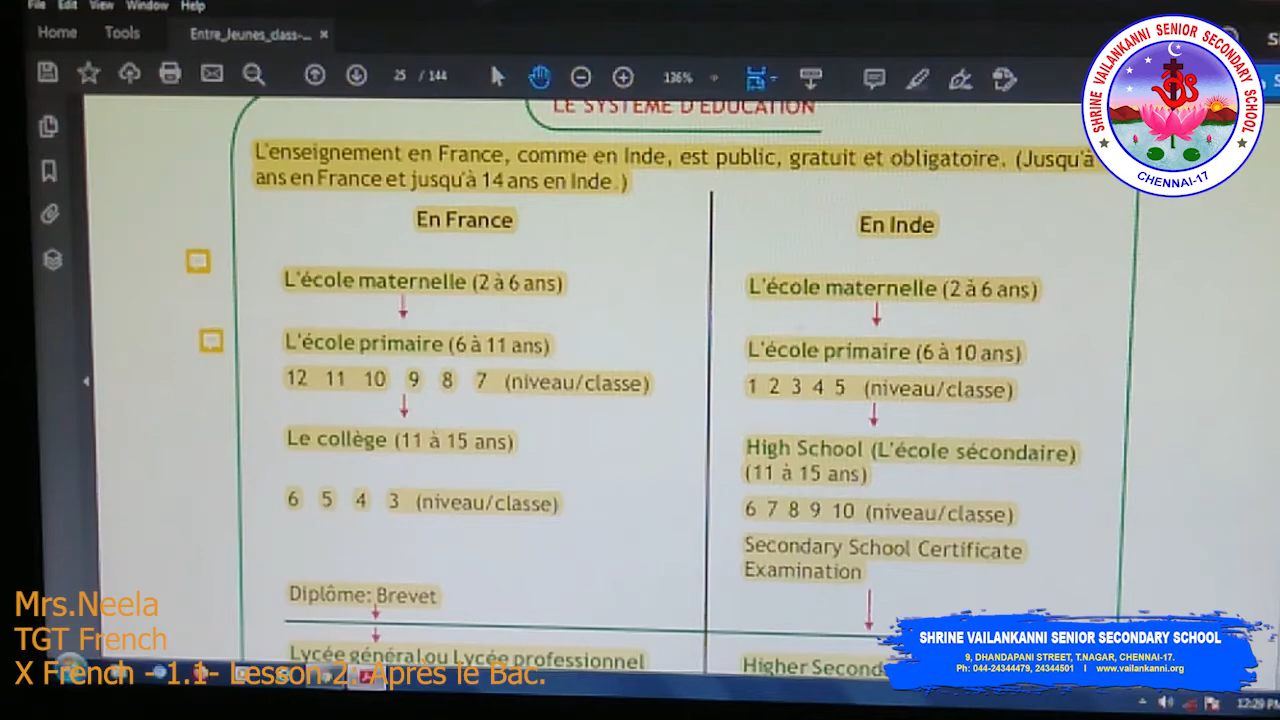 File Edit View Window Help
Home Tools Entre_Jeunes_class-... ×
25 / 144 136%
LE SYSTÈME D'ÉDUCATION
L'enseignement en France, comme en Inde, est public, gratuit et obligatoire. (Jusqu'à
ans en France et jusqu'à 14 ans en Inde.)
En France
L'école maternelle (2 à 6 ans)
L'école primaire (6 à 11 ans)
12 11 10 9 8 7 (niveau/classe)
Le collège (11 à 15 ans)
6 5 4 3 (niveau/classe)
Diplôme: Brevet
Lycée général ou Lycée professionnel
En Inde
L'école maternelle (2 à 6 ans)
L'école primaire (6 à 10 ans)
1 2 3 4 5 (niveau/classe)
High School (L'école sécondaire)
(11 à 15 ans)
6 7 8 9 10 (niveau/classe)
Secondary School Certificate
Examination
Higher Second
SHRINE VAILANKANNI SENIOR SECONDARY SCHOOL
CHENNAI-17
Mrs.Neela
TGT French
X French - 1.1- Lesson 2: Après le Bac.
SHRINE VAILANKANNI SENIOR SECONDARY SCHOOL
9, DHANDAPANI STREET, T.NAGAR, CHENNAI-17.
Ph: 044-24344479, 24344501 I www.vailankanni.org
12:29 PM